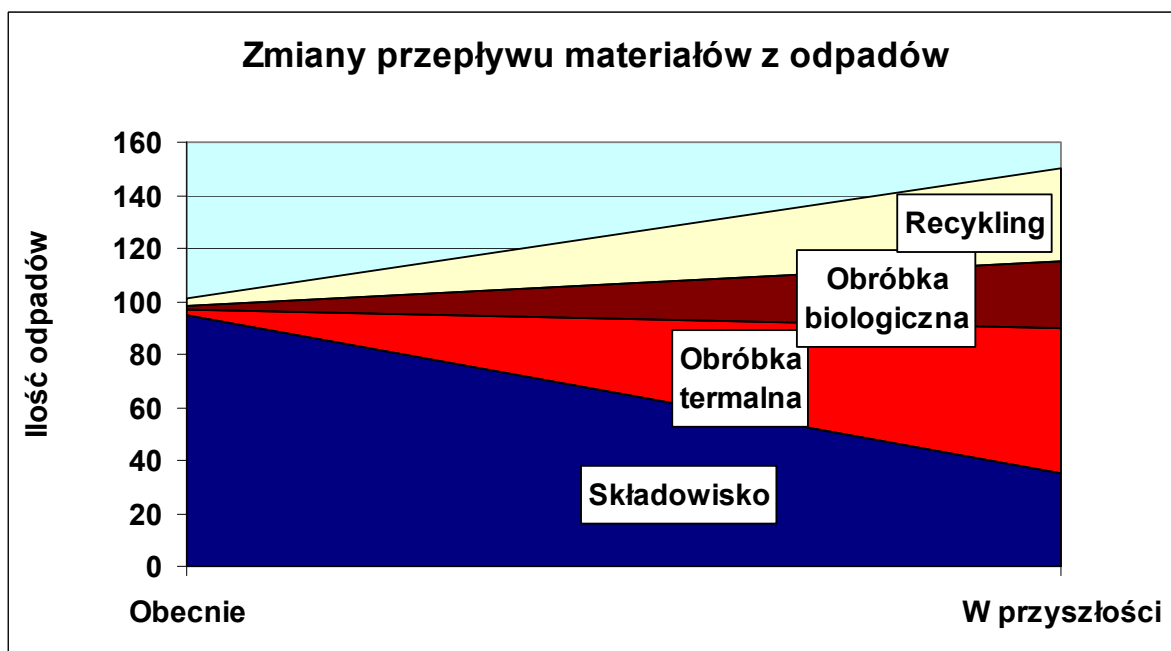 Zmiany przepływu materiałów z odpadów
Ilość odpadów
160
140
120
100
80
60
40
20
0
Recykling
Obróbka
biologiczna
Obróbka
termalna
Składowisko
Obecnie
W przyszłości